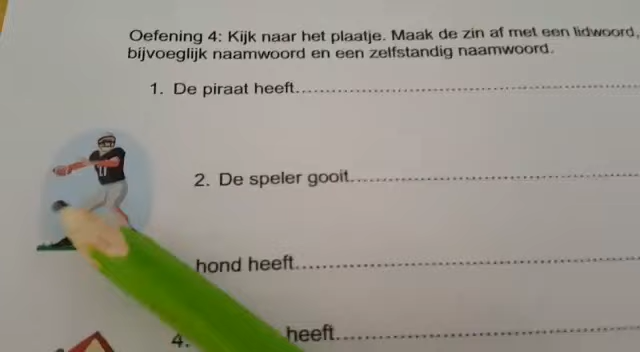 Oefening 4: Kijk naar het plaatje. Maak de zin af met een lidwoord,
bijvoeglijk naamwoord en een zelfstandig naamwoord.
1. De piraat heeft.............................................
2. De speler gooit.............................................
hond heeft.............................................
4. heeft.............................................